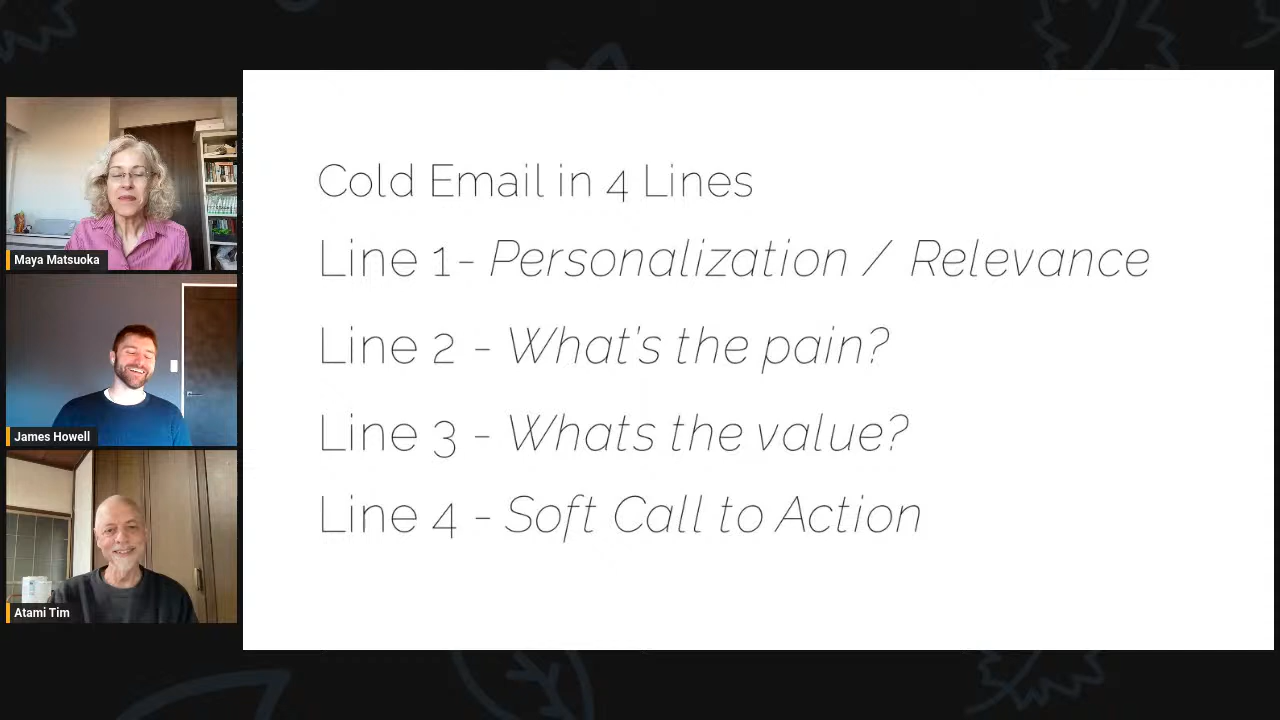 Maya Matsuoka
James Howell
Atami Tim
Cold Email in 4 Lines
Line 1- Personalization / Relevance
Line 2 - What's the pain?
Line 3 - Whats the value?
Line 4 - Soft Call to Action